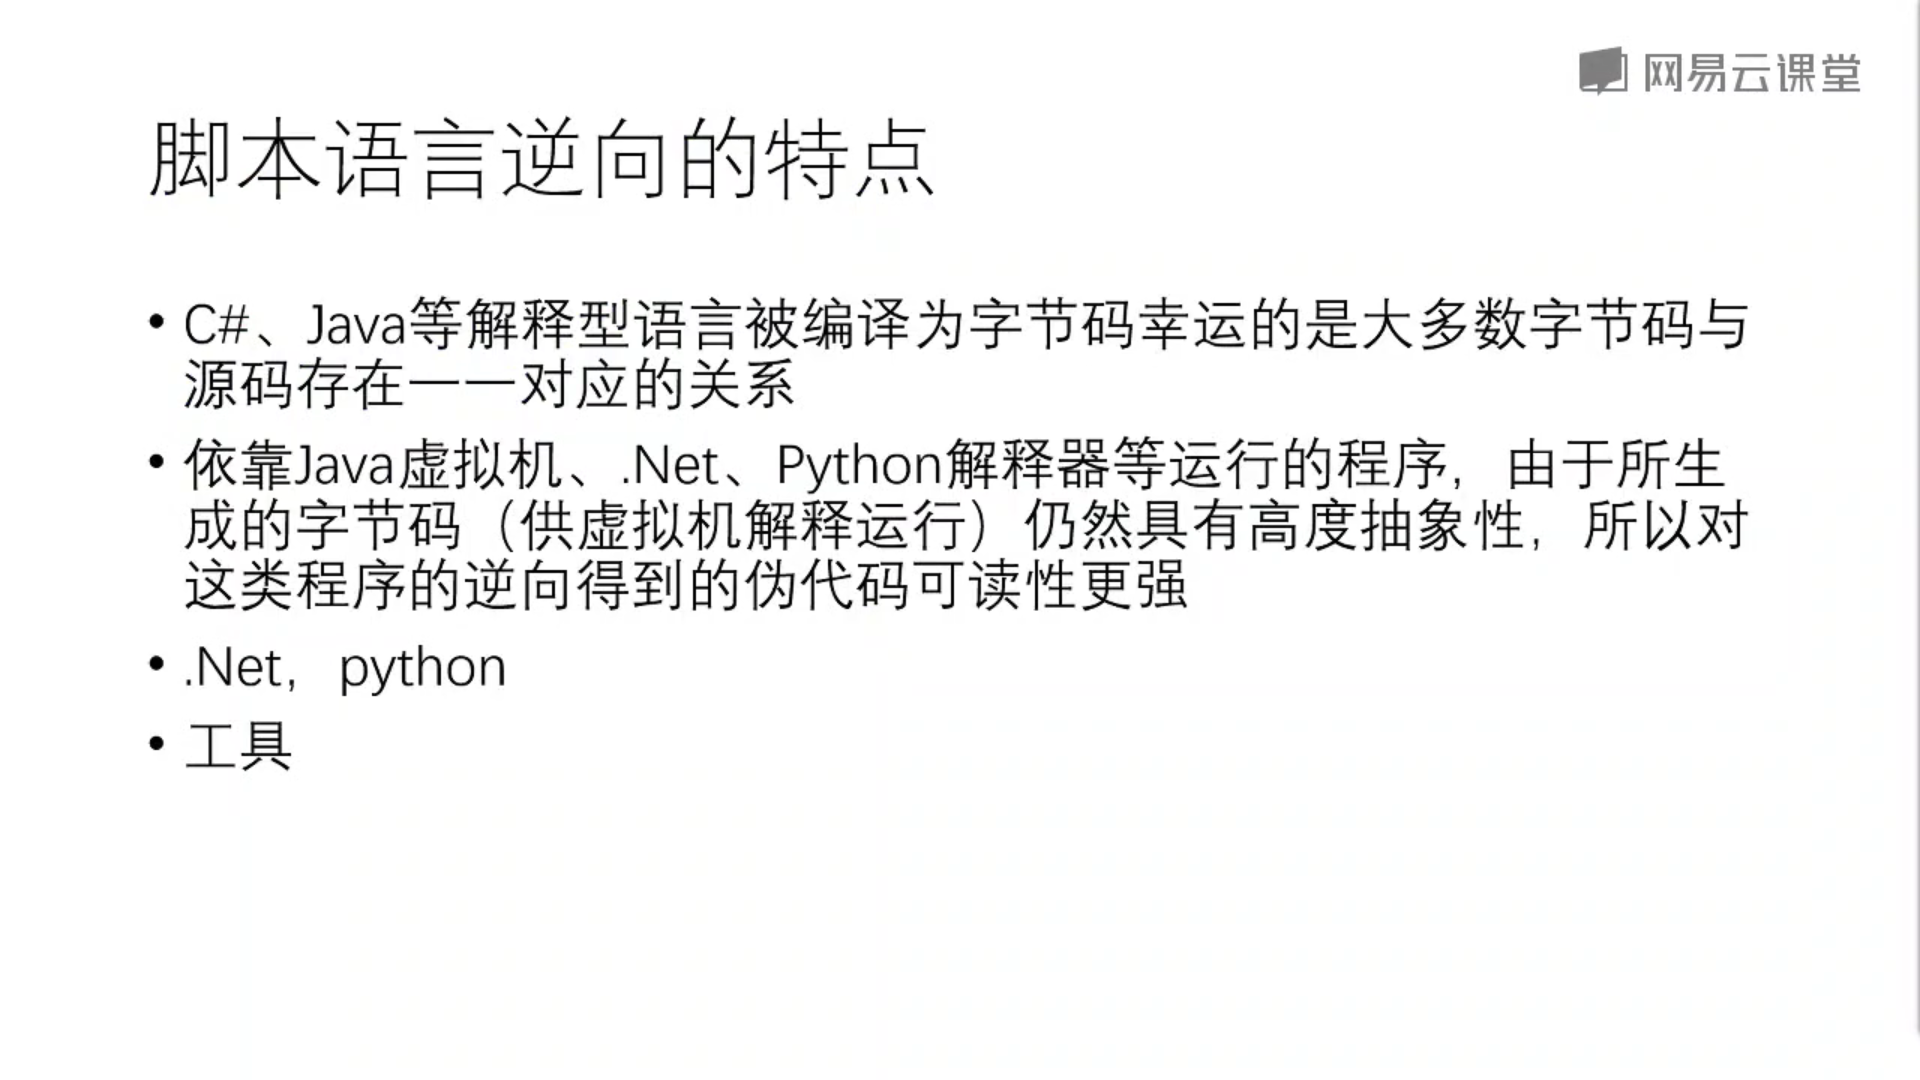 网易云课堂
脚本语言逆向的特点
• C#、Java等解释型语言被编译为字节码幸运的是大多数字节码与
源码存在一一对应的关系
• 依靠Java虚拟机、.Net、Python解释器等运行的程序，由于所生
成的字节码（供虚拟机解释运行）仍然具有高度抽象性，所以对
这类程序的逆向得到的伪代码可读性更强
• .Net，python
• 工具